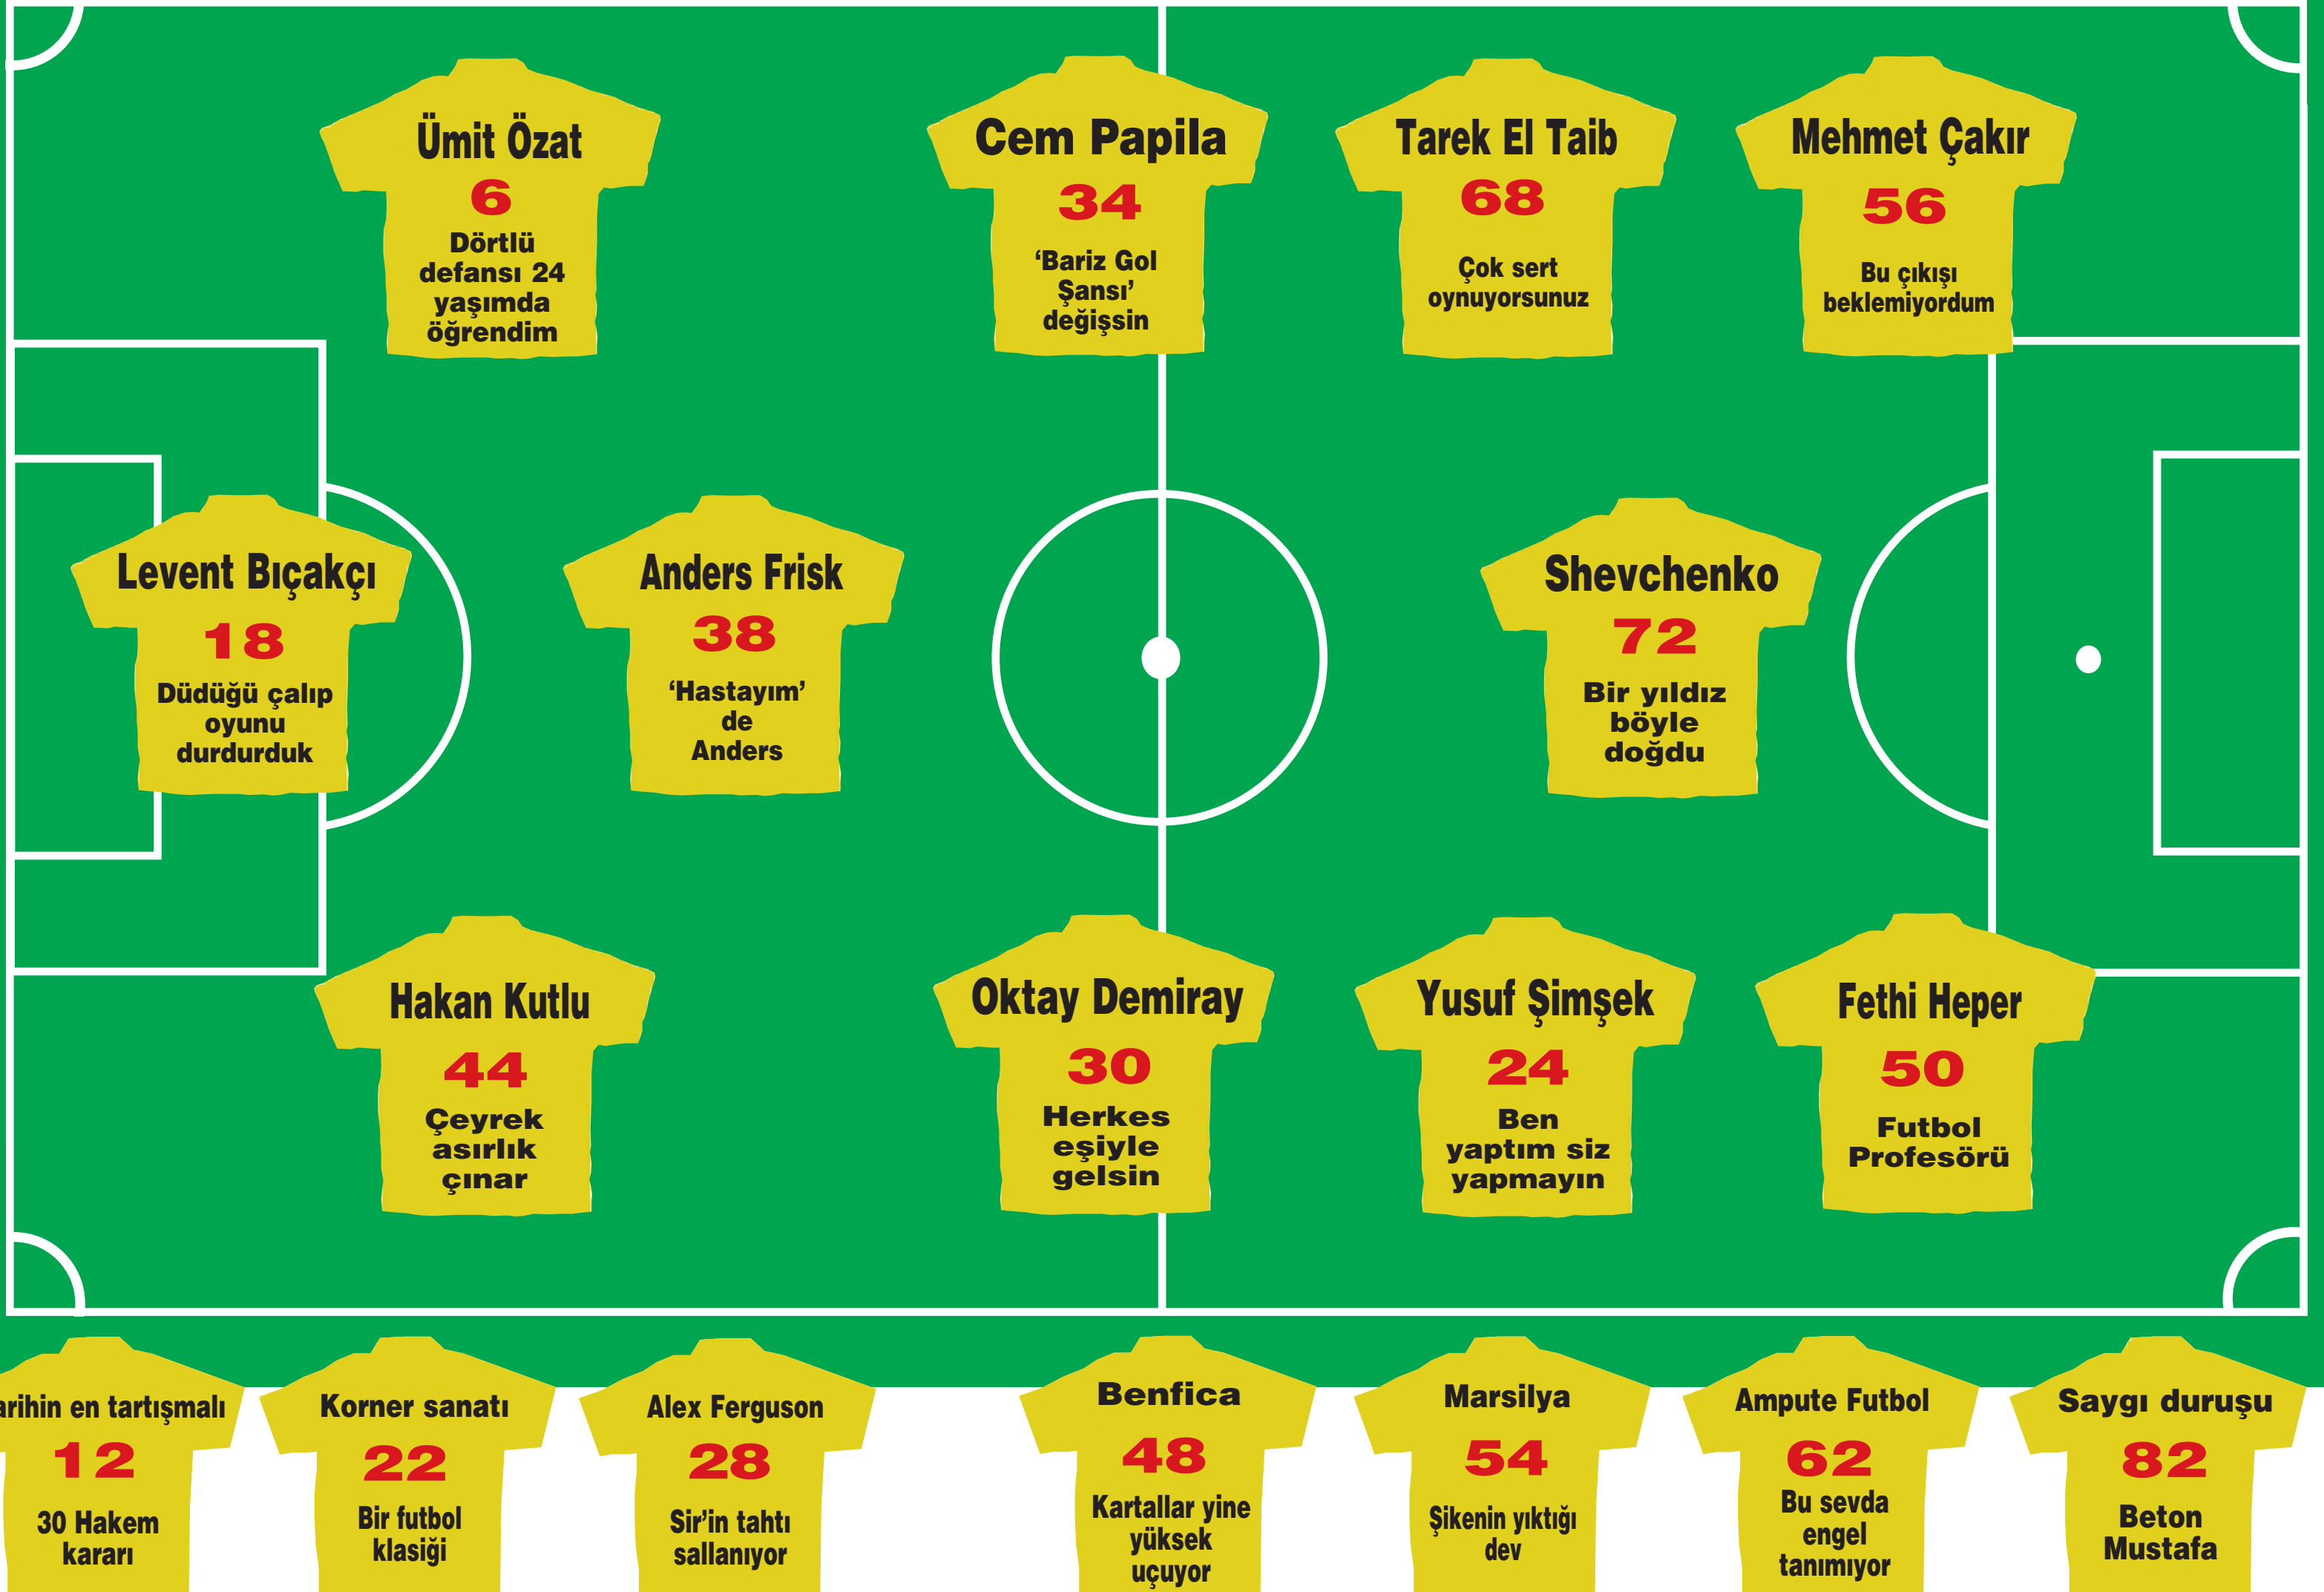 Ümit Özat
6
Dörtlü
defansı 24
yaşımda
öğrendim
Cem Papila
34
‘Bariz Gol
Şansı’
değişsin
Tarek El Taib
68
Çok sert
oynuyorsunuz
Mehmet Çakır
56
Bu çıkışı
beklemiyordum
Levent Bıçakçı
18
Düdüğü çalıp
oyunu
durdurduk
Anders Frisk
38
‘Hastayım’
de
Anders
Shevchenko
72
Bir yıldız
böyle
doğdu
Hakan Kutlu
44
Çeyrek
asırlık
çınar
Oktay Demiray
30
Herkes
eşiyle
gelsin
Yusuf Şimşek
24
Ben
yaptım siz
yapmayın
Fethi Heper
50
Futbol
Profesörü
arihin en tartışmalı
12
30 Hakem
kararı
Korner sanatı
22
Bir futbol
klasiği
Alex Ferguson
28
Sir’in tahtı
sallanıyor
Benfica
48
Kartallar yine
yüksek
uçuyor
Marsilya
54
Şikenin yıktığı
dev
Ampute Futbol
62
Bu sevda
engel
tanımıyor
Saygı duruşu
82
Beton
Mustafa